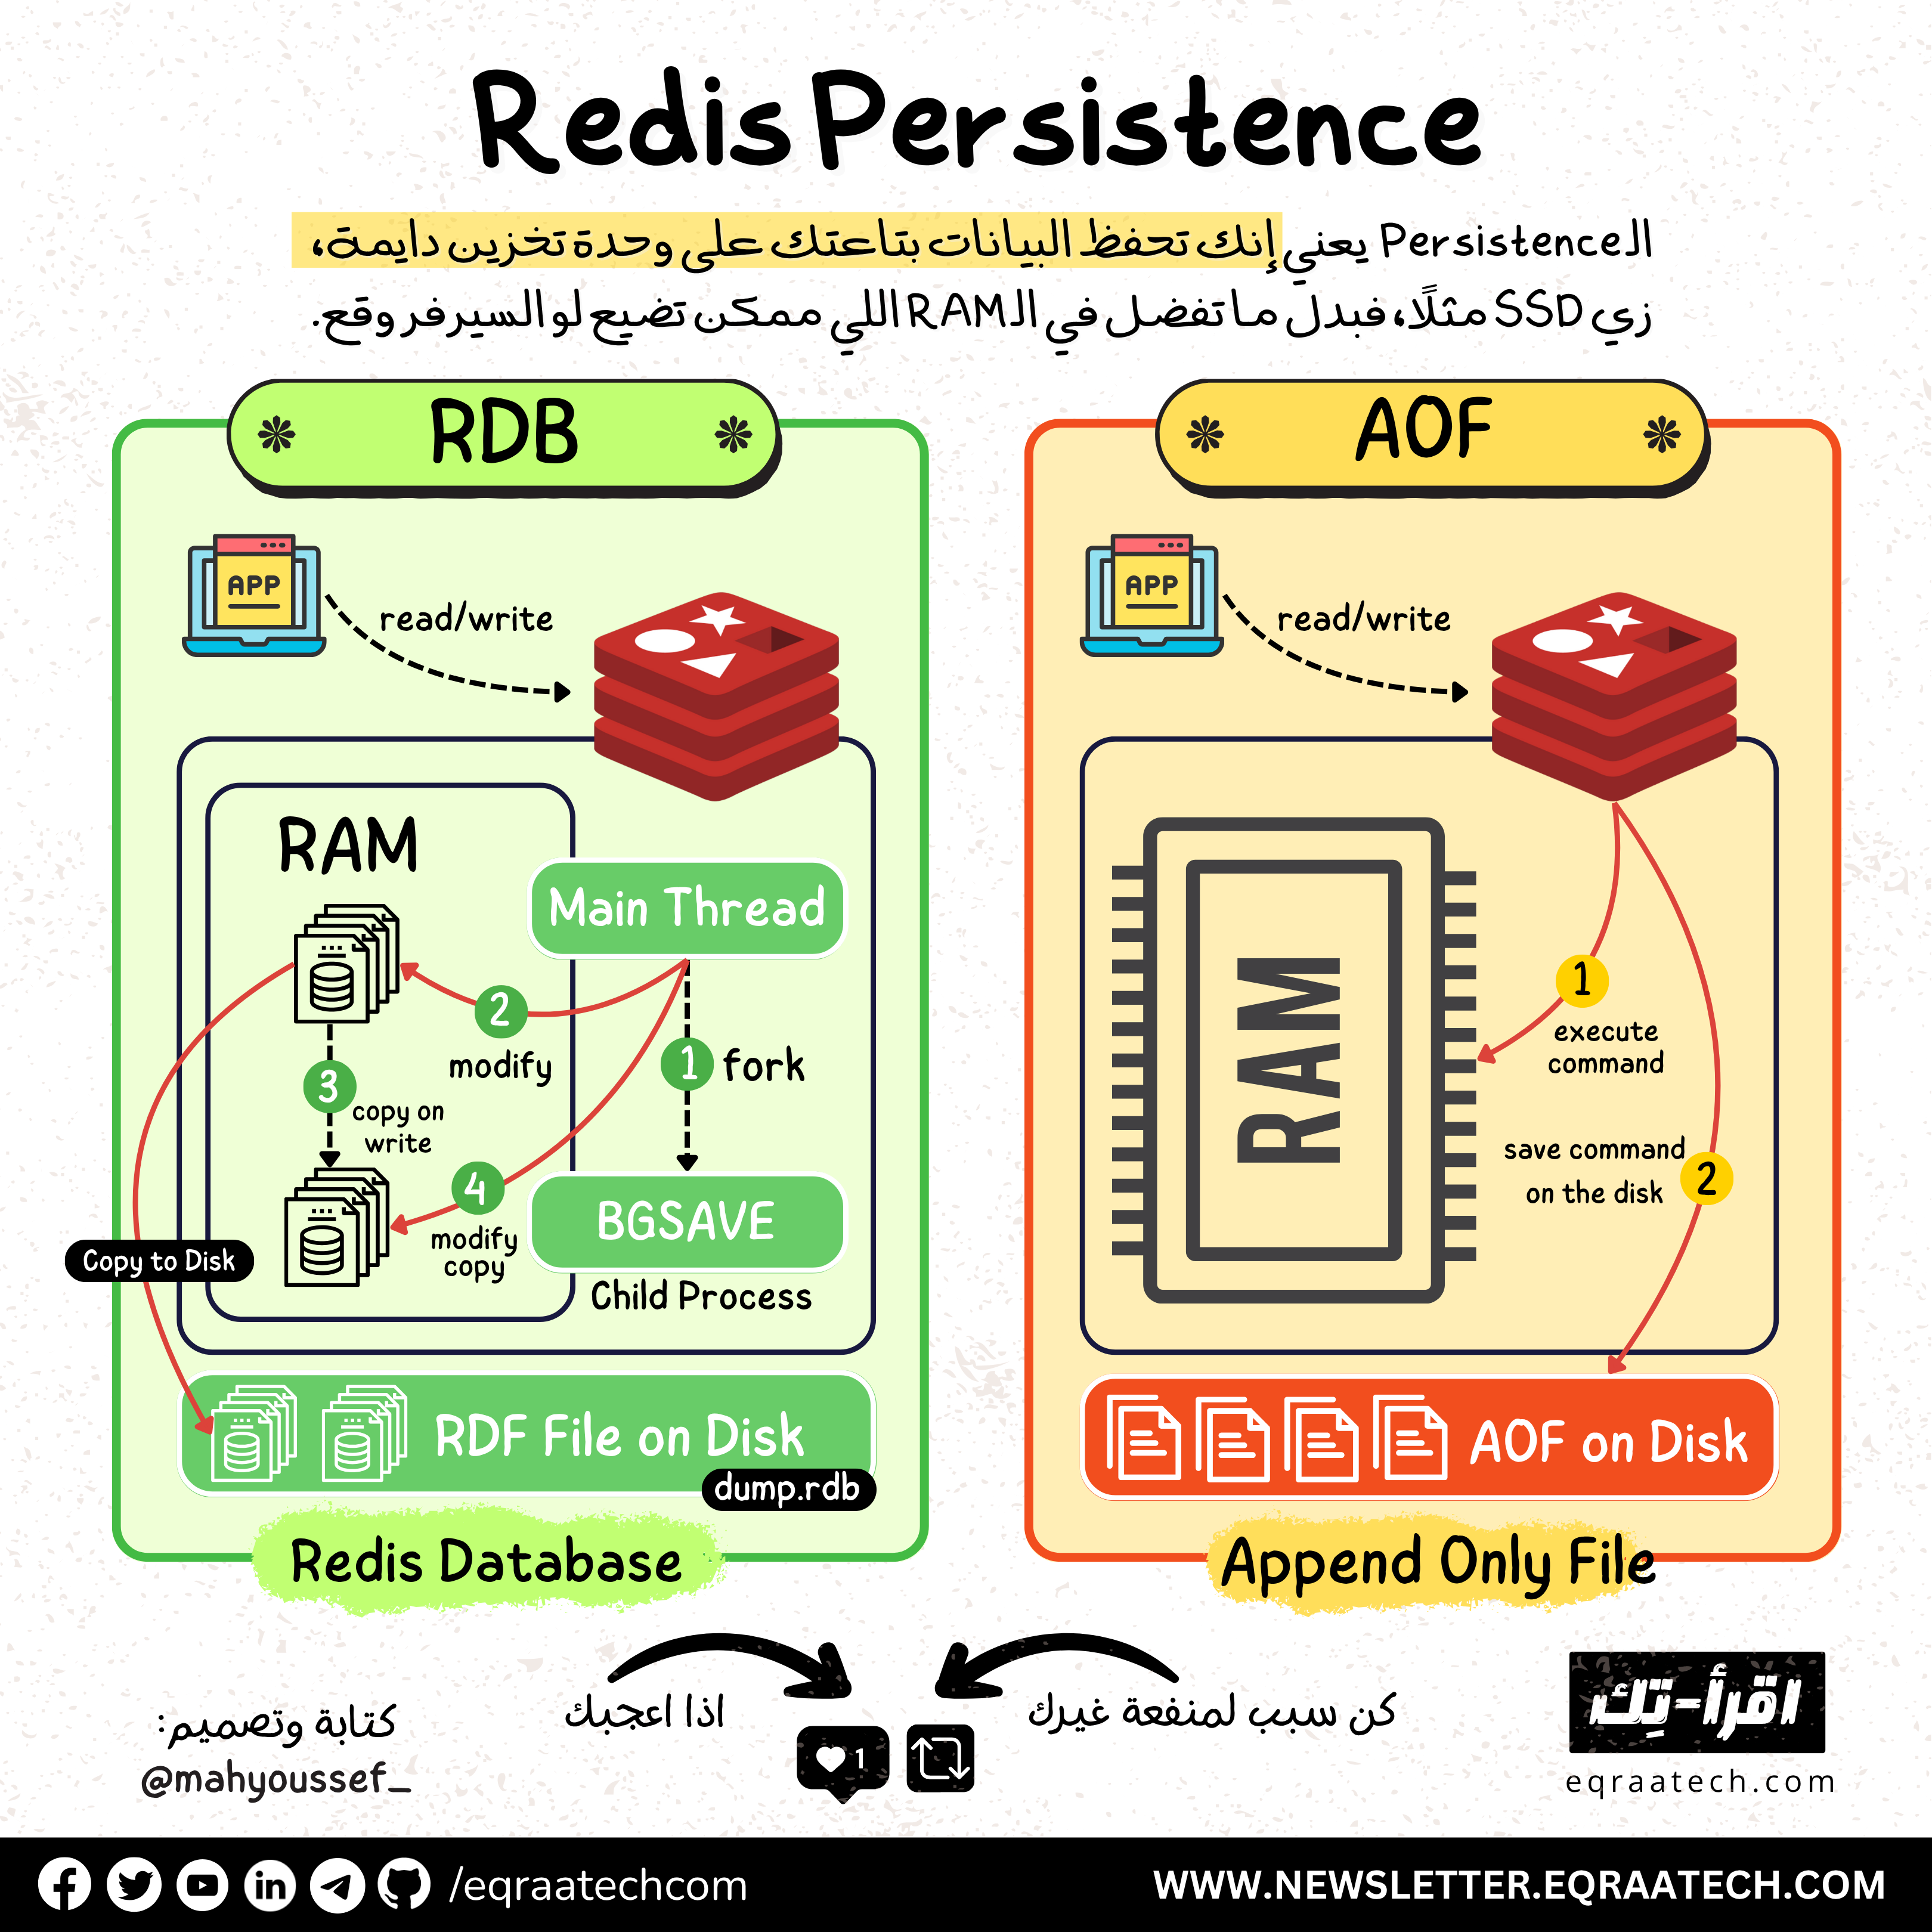 Redis Persistence
الـPersistence يعني إنك تحفظ البيانات بتاعتك على وحدة تخزين دايمة،
زي SSD مثلًا، فبدل ما تفضل في الـRAM اللي ممكن تضيع لو السيرفر وقع.
RDB
APP
read/write
RAM
Main Thread
2
modify
1
fork
3
copy on
write
4
modify
copy
BGSAVE
Child Process
Copy to Disk
RDF File on Disk
dump.rdb
Redis Database
AOF
APP
read/write
RAM
1
execute
command
save command
on the disk
2
AOF on Disk
Append Only File
كتابة وتصميم:
@mahyoussef_
اذا اعجبك
1
كن سبب لمنفعة غيرك
اقرأ-تِك
eqraatech.com
in
/eqraatechcom
WWW.NEWSLETTER.EQRAATECH.COM